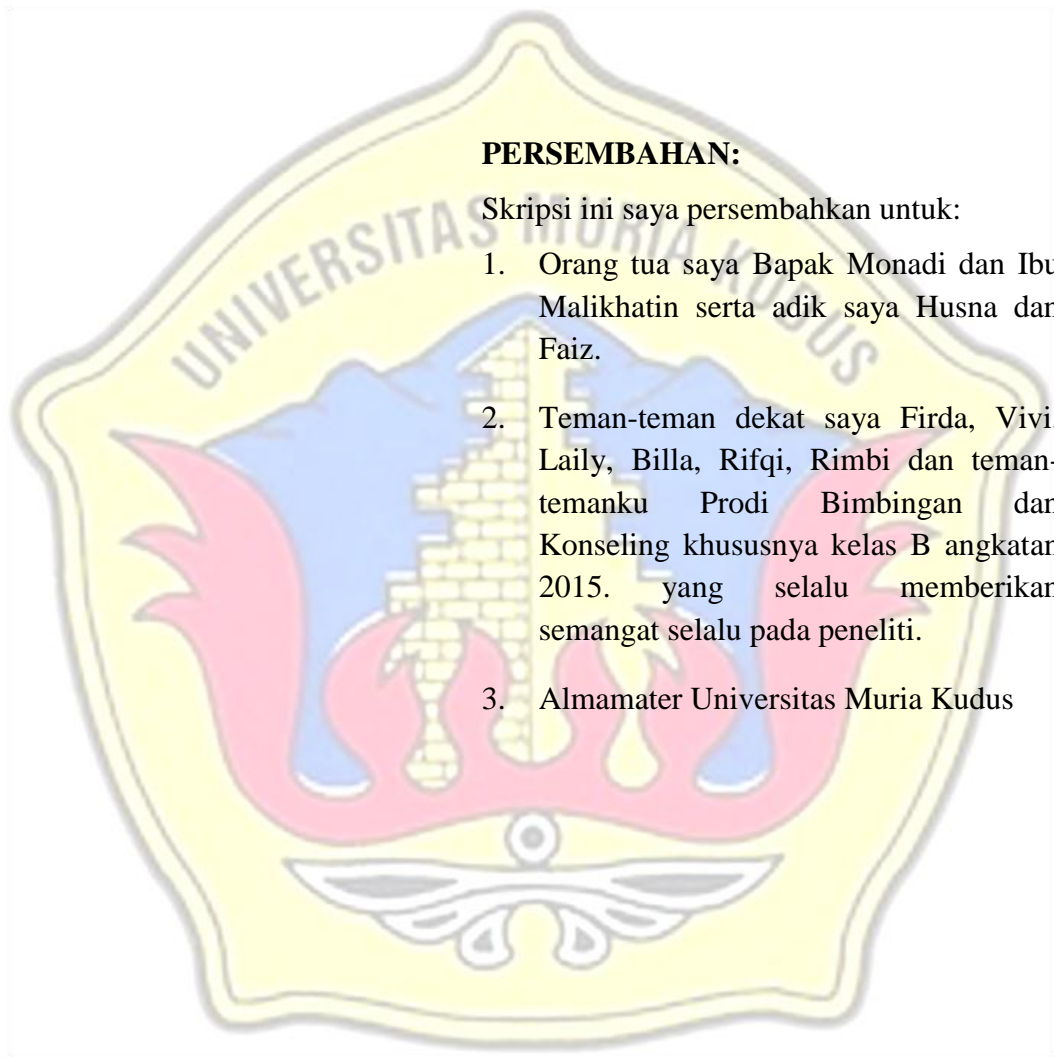 PERSEMBAHAN:
UNIVERSITAS MURIA KUDUS
Skripsi ini saya persembahkan untuk:
1. Orang tua saya Bapak Monadi dan Ibu
Malikhatin serta adik saya Husna dan
Faiz.
2. Teman-teman dekat saya Firda, Vivi,
Laily, Billa, Rifqi, Rimbi dan teman-
temanku Prodi Bimbingan dan
Konseling khususnya kelas B angkatan
2015. yang selalu memberikan
semangat selalu pada peneliti.
3. Almamater Universitas Muria Kudus